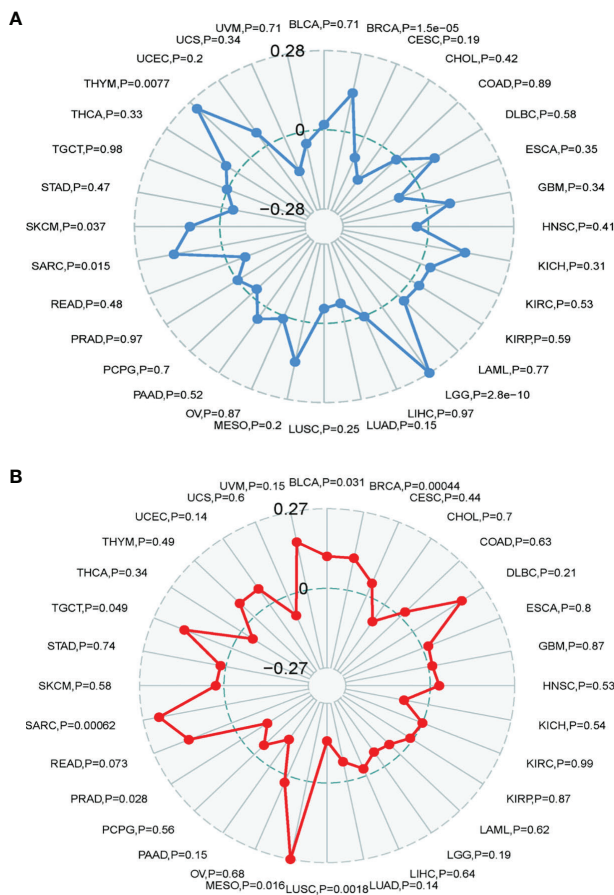 A
BLCA,P=0.71
BRCA,P=1.5e-05
CESC,P=0.19
CHOL,P=0.42
COAD,P=0.89
DLBC,P=0.58
ESCA,P=0.35
GBM,P=0.34
HNSC,P=0.41
KICH,P=0.31
KIRC,P=0.53
KIRP,P=0.59
LAML,P=0.77
LGG,P=2.8e-10
LIHC,P=0.97
LUAD,P=0.15
LUSC,P=0.25
MESO,P=0.2
OV,P=0.87
PAAD,P=0.52
PCPG,P=0.7
PRAD,P=0.97
READ,P=0.48
SARC,P=0.015
SKCM,P=0.037
STAD,P=0.47
TGCT,P=0.98
THCA,P=0.33
THYM,P=0.0077
UCEC,P=0.2
UCS,P=0.34
UVM,P=0.71
0.28
0
−0.28
B
BLCA,P=0.031
BRCA,P=0.00044
CESC,P=0.44
CHOL,P=0.7
COAD,P=0.63
DLBC,P=0.21
ESCA,P=0.8
GBM,P=0.87
HNSC,P=0.53
KICH,P=0.54
KIRC,P=0.99
KIRP,P=0.87
LAML,P=0.62
LGG,P=0.19
LIHC,P=0.64
LUAD,P=0.14
LUSC,P=0.0018
MESO,P=0.016
OV,P=0.68
PAAD,P=0.15
PCPG,P=0.56
PRAD,P=0.028
READ,P=0.073
SARC,P=0.00062
SKCM,P=0.58
STAD,P=0.74
TGCT,P=0.049
THCA,P=0.34
THYM,P=0.49
UCEC,P=0.14
UCS,P=0.6
UVM,P=0.15
0.27
0
−0.27